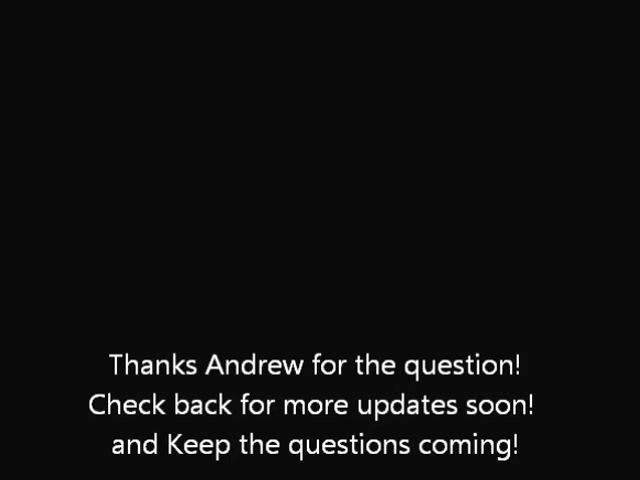 Thanks Andrew for the question!
Check back for more updates soon!
and Keep the questions coming!